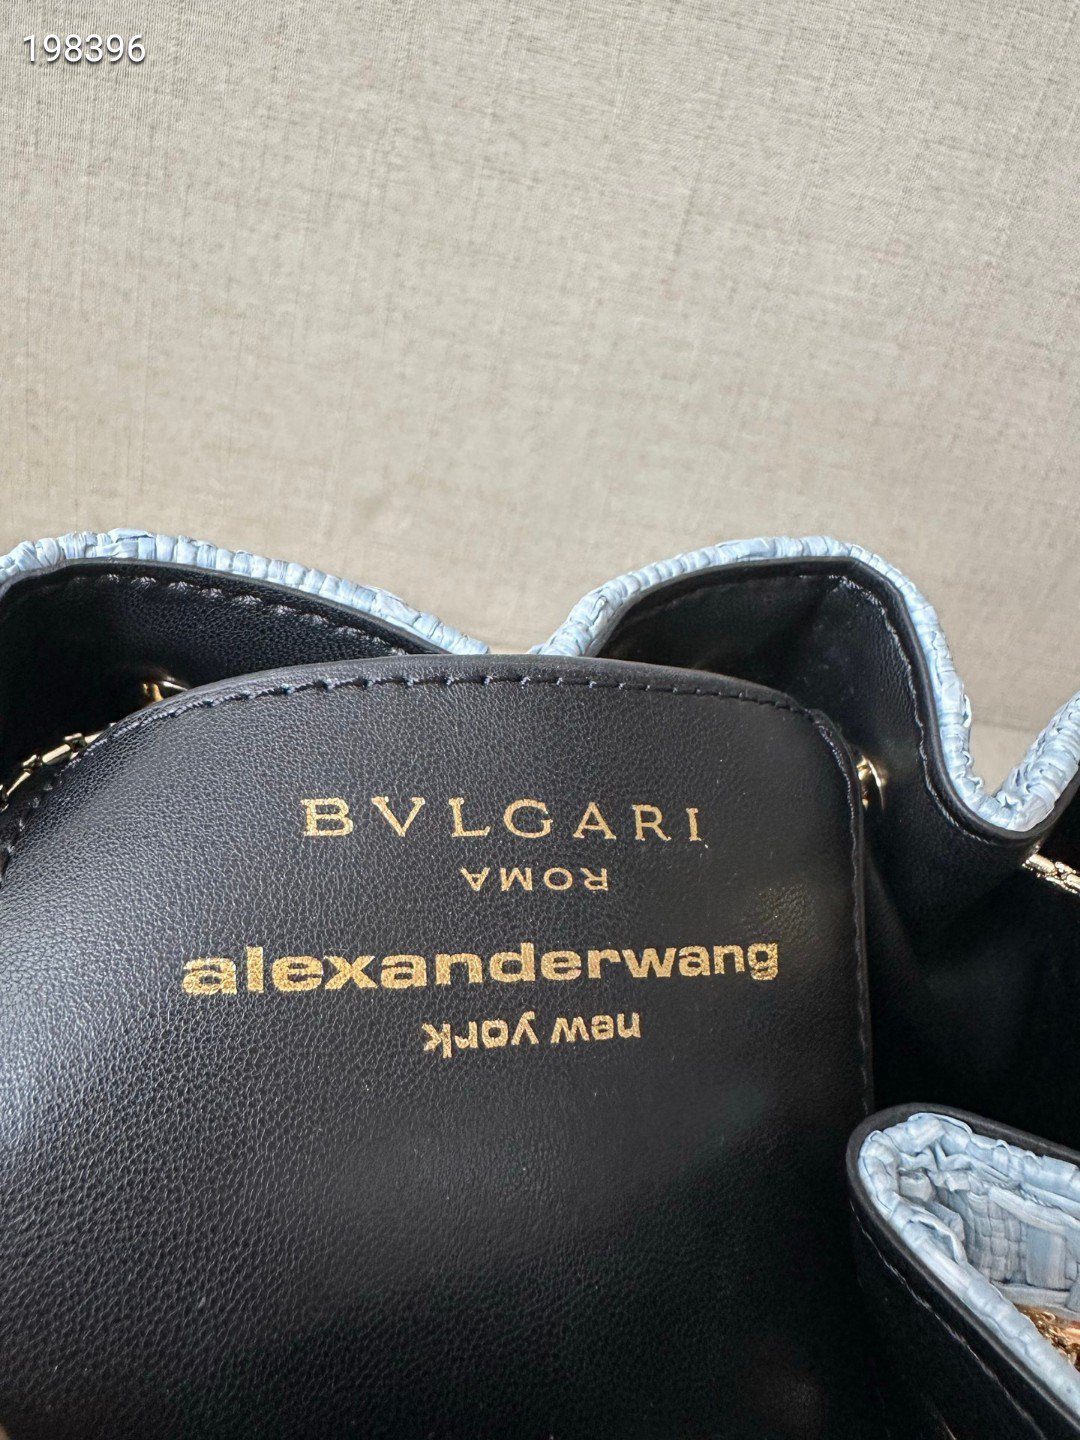 198396
BVLGARI
ROMA
alexanderwang
new york